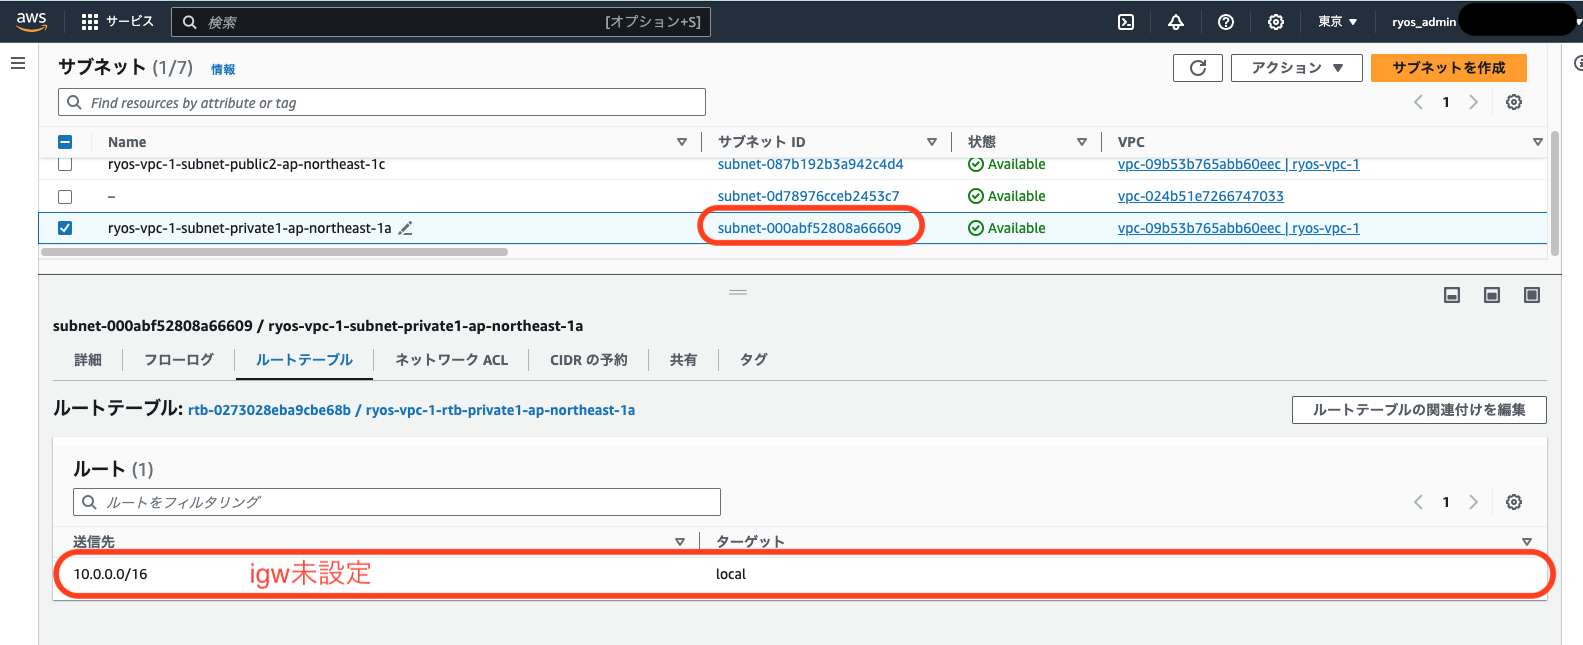 aws サービス 検索 [オプション+S] 東京 ▼ ryos_admin
サブネット (1/7) 情報 アクション ▼ サブネットを作成
Find resources by attribute or tag 1
Name サブネット ID 状態 VPC
ryos-vpc-1-subnet-public2-ap-northeast-1c subnet-087b192b3a942c4d4 Available vpc-09b53b765abb60eec | ryos-vpc-1
– subnet-0d78976cceb2453c7 Available vpc-024b51e7266747033
ryos-vpc-1-subnet-private1-ap-northeast-1a subnet-000abf52808a66609 Available vpc-09b53b765abb60eec | ryos-vpc-1
subnet-000abf52808a66609 / ryos-vpc-1-subnet-private1-ap-northeast-1a
詳細 フローログ ルートテーブル ネットワーク ACL CIDR の予約 共有 タグ
ルートテーブル: rtb-0273028eba9cbe68b / ryos-vpc-1-rtb-private1-ap-northeast-1a ルートテーブルの関連付けを編集
ルート (1)
ルートをフィルタリング 1
送信先 ターゲット
10.0.0.0/16 igw未設定 local